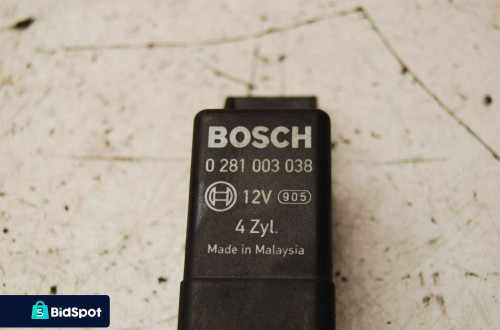 BOSCH
0 281 003 038
12V 905
4 Zyl.
Made in Malaysia
BidSpot